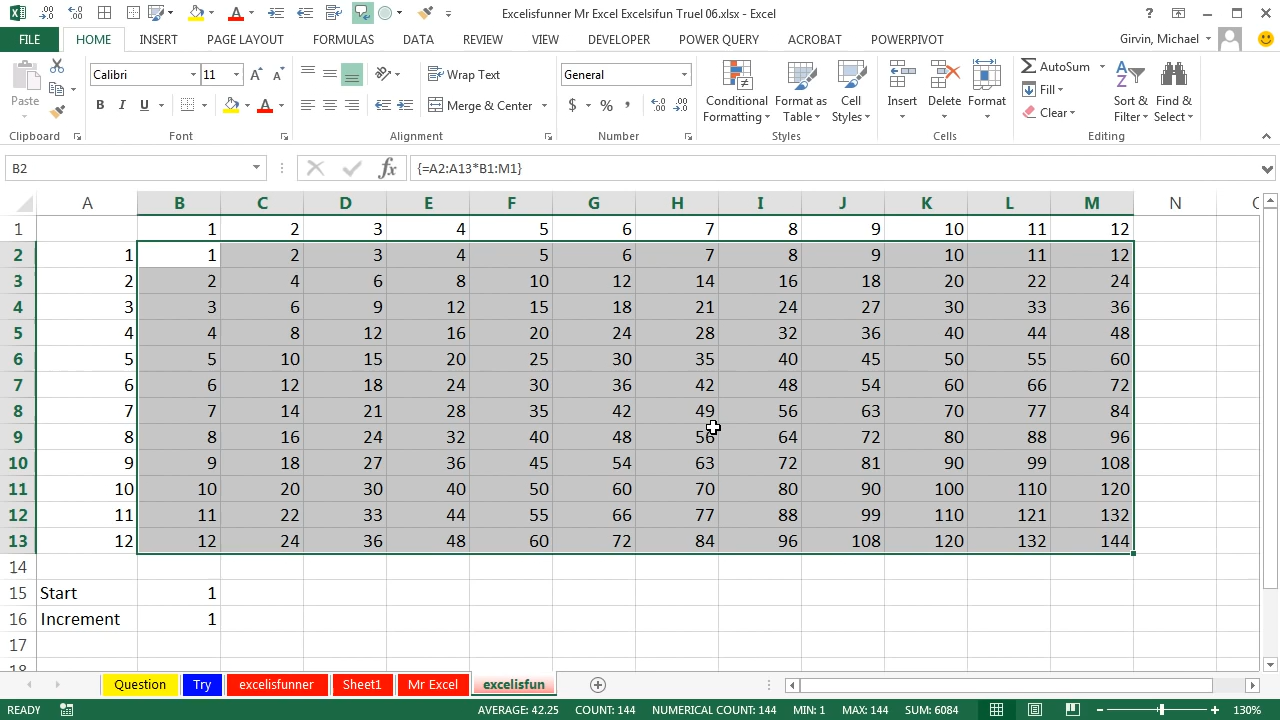 Excelisfunner Mr Excel Excelsifun Truel 06.xlsx - Excel
FILE HOME INSERT PAGE LAYOUT FORMULAS DATA REVIEW VIEW DEVELOPER POWER QUERY ACROBAT POWERPIVOT Girvin, Michael
Paste Calibri 11 Wrap Text General Conditional Formatting Format as Table Cell Styles Insert Delete Format AutoSum Sort & Filter Find & Select
B I U A Merge & Center $ % , Fill
Clear
Clipboard Font Alignment Number Styles Cells Editing
B2 fx {=A2:A13*B1:M1}
A B C D E F G H I J K L M N
1 1 2 3 4 5 6 7 8 9 10 11 12
2 1 1 2 3 4 5 6 7 8 9 10 11 12
3 2 2 4 6 8 10 12 14 16 18 20 22 24
4 3 3 6 9 12 15 18 21 24 27 30 33 36
5 4 4 8 12 16 20 24 28 32 36 40 44 48
6 5 5 10 15 20 25 30 35 40 45 50 55 60
7 6 6 12 18 24 30 36 42 48 54 60 66 72
8 7 7 14 21 28 35 42 49 56 63 70 77 84
9 8 8 16 24 32 40 48 56 64 72 80 88 96
10 9 9 18 27 36 45 54 63 72 81 90 99 108
11 10 10 20 30 40 50 60 70 80 90 100 110 120
12 11 11 22 33 44 55 66 77 88 99 110 121 132
13 12 12 24 36 48 60 72 84 96 108 120 132 144
14
15 Start 1
16 Increment 1
17
18
Question Try excelisfunner Sheet1 Mr Excel excelisfun
READY AVERAGE: 42.25 COUNT: 144 NUMERICAL COUNT: 144 MIN: 1 MAX: 144 SUM: 6084 130%